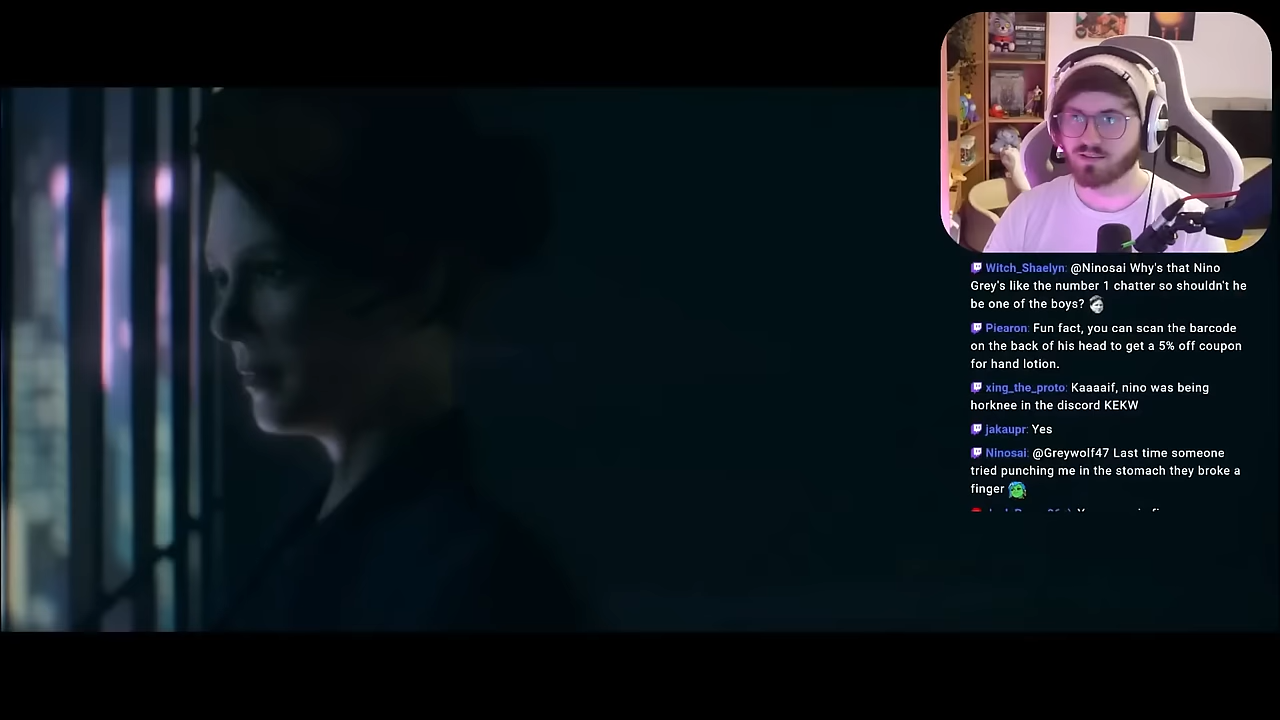 Witch_Shaelyn: @Ninosai Why's that Nino
Grey's like the number 1 chatter so shouldn't he
be one of the boys?
Piearon: Fun fact, you can scan the barcode
on the back of his head to get a 5% off coupon
for hand lotion.
xing_the_proto: Kaaaaif, nino was being
horknee in the discord KEKW
jakaupr: Yes
Ninosai: @Greywolf47 Last time someone
tried punching me in the stomach they broke a
finger